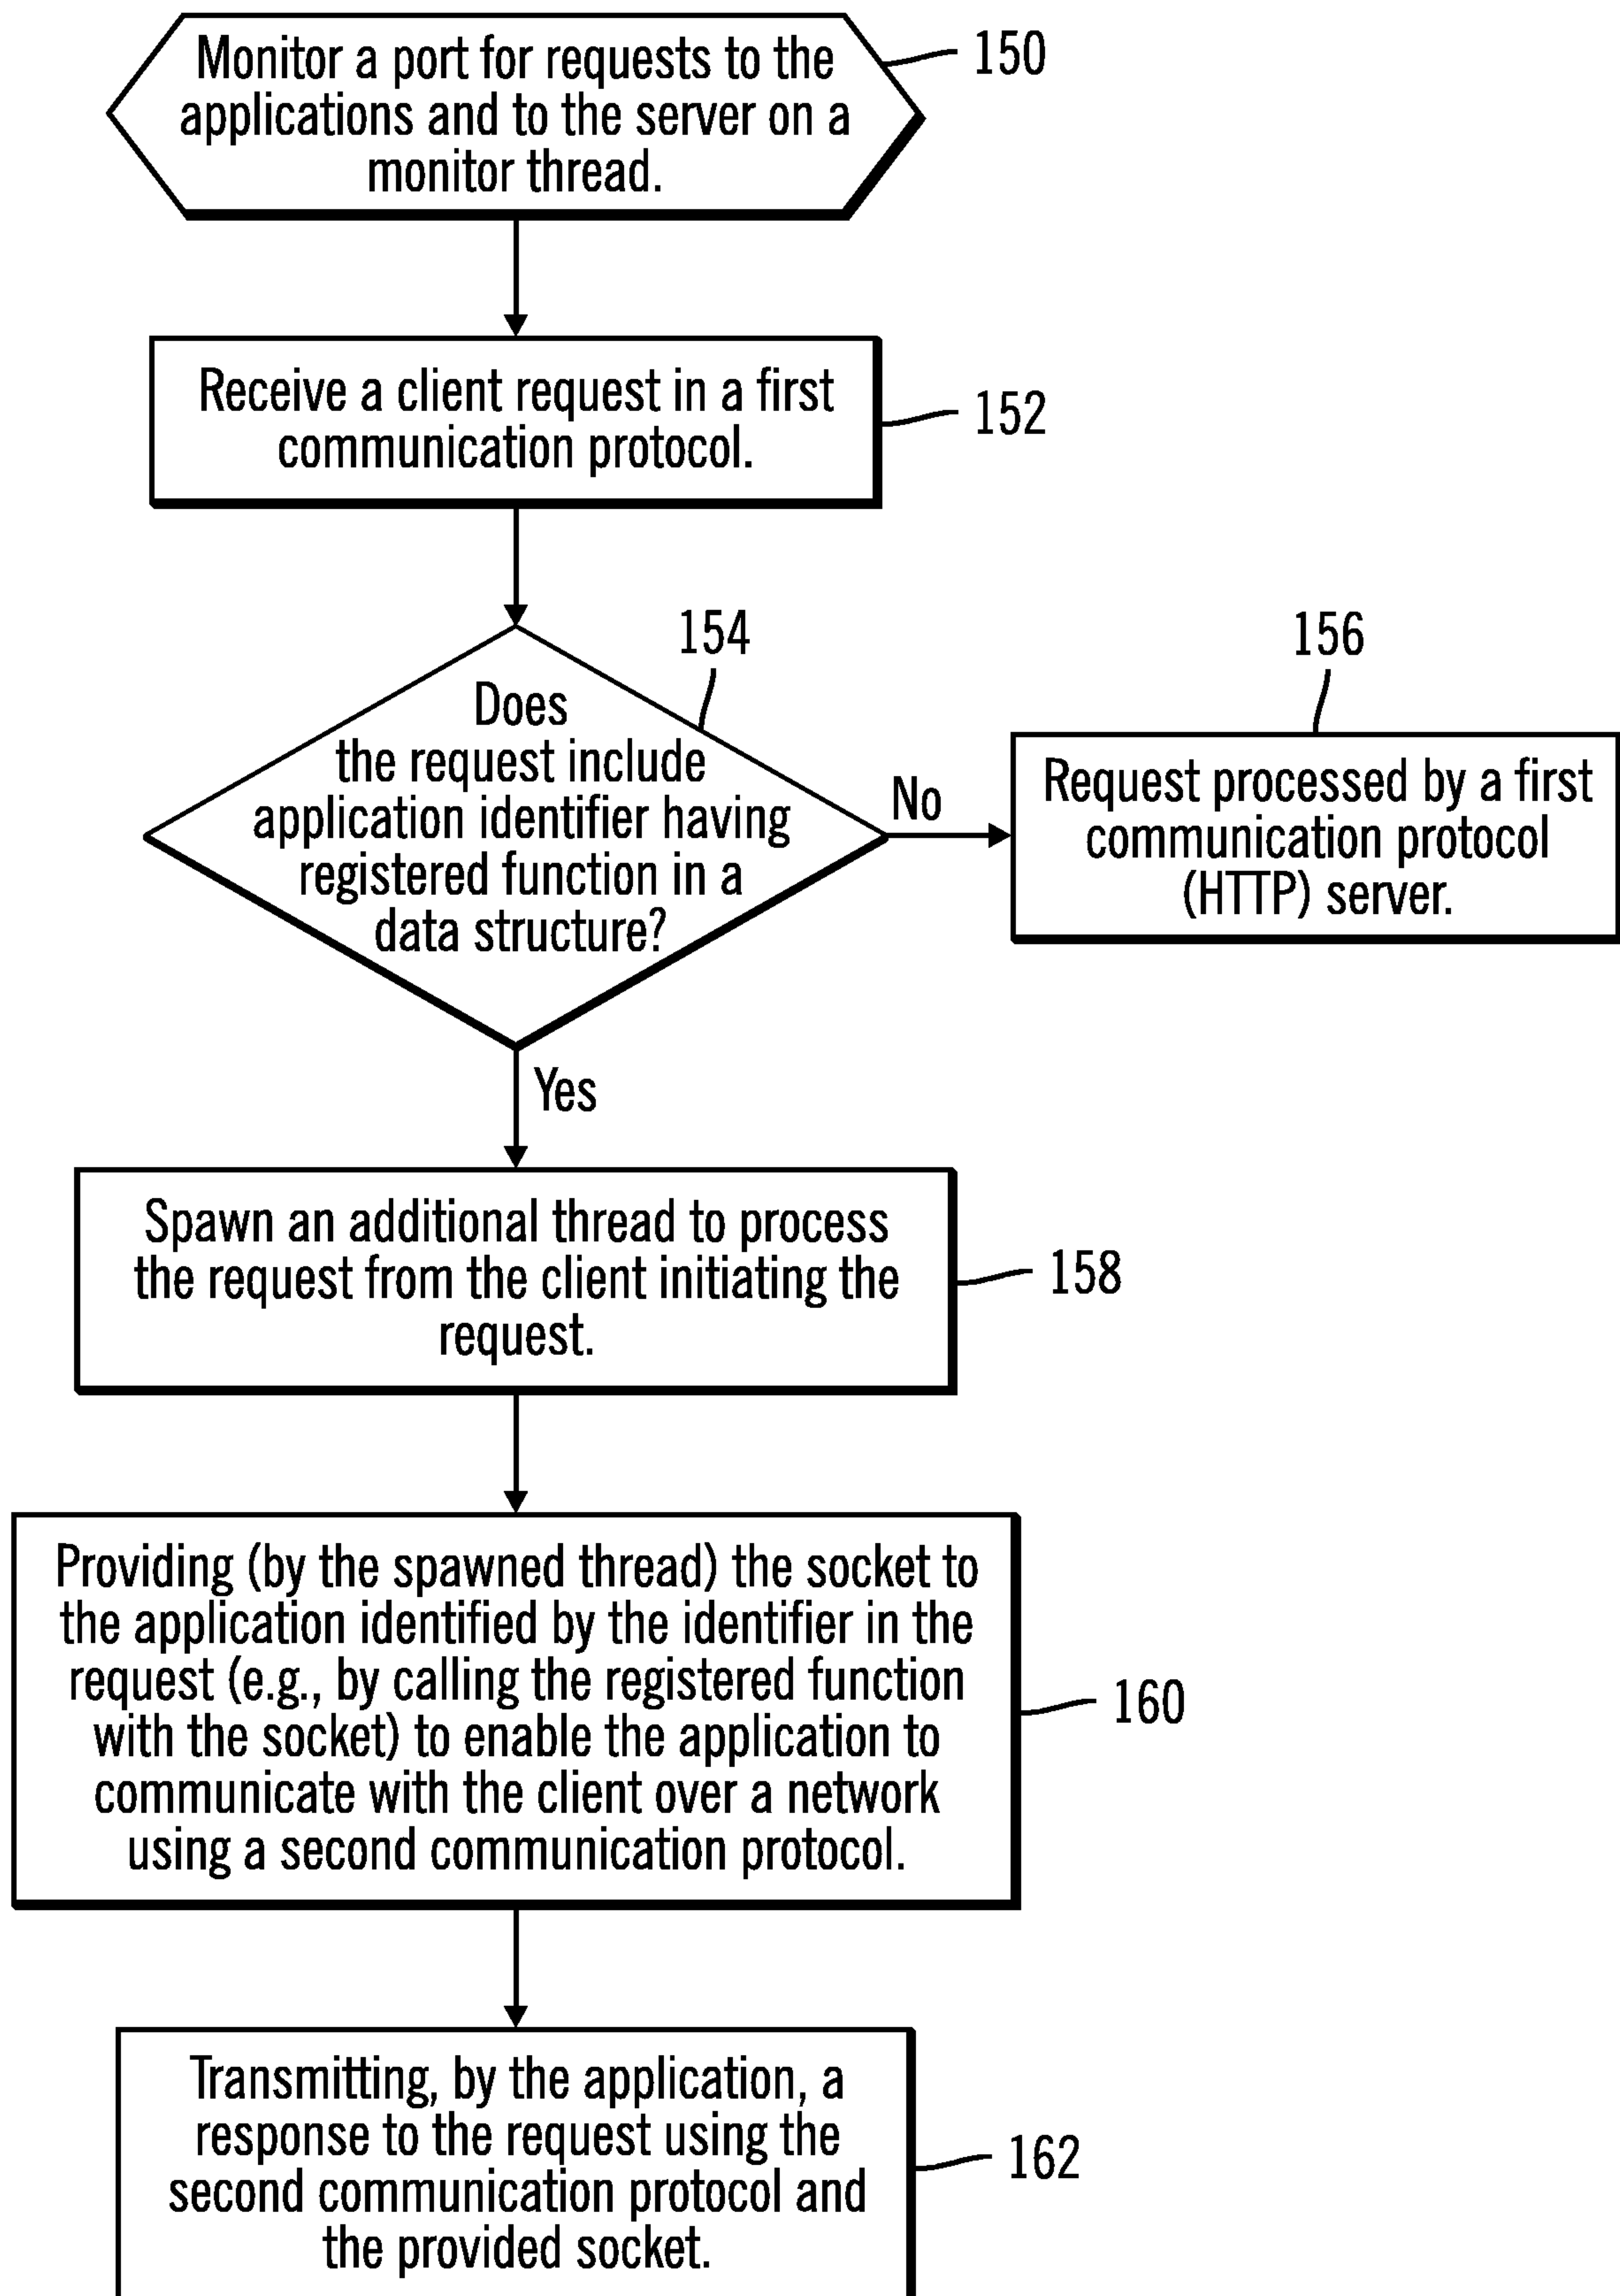 Monitor a port for requests to the
applications and to the server on a
monitor thread.
150
Receive a client request in a first
communication protocol.
152
154
Does
the request include
application identifier having
registered function in a
data structure?
No
156
Request processed by a first
communication protocol
(HTTP) server.
Yes
Spawn an additional thread to process
the request from the client initiating the
request.
158
Providing (by the spawned thread) the socket to
the application identified by the identifier in the
request (e.g., by calling the registered function
with the socket) to enable the application to
communicate with the client over a network
using a second communication protocol.
160
Transmitting, by the application, a
response to the request using the
second communication protocol and
the provided socket.
162